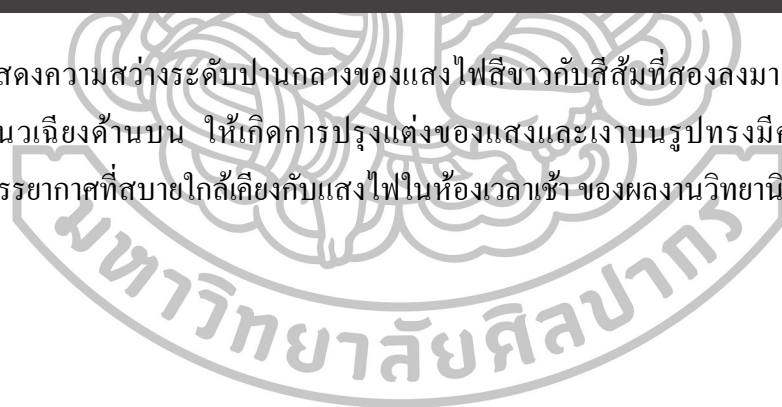 สดงความสว่างระดับปานกลางของแสงไฟสีขาวกับสีส้มที่สองลงมา
นวเฉียงด้านบน ให้เกิดการปรุงแต่งของแสงและเงาบนรูปทรงมี
รรยากาศที่สบายใกล้เคียงกับแสงไฟในห้องเวลาเช้า ของผลงานวิทยานิ
มหาวิทยาลัยศิลปากร